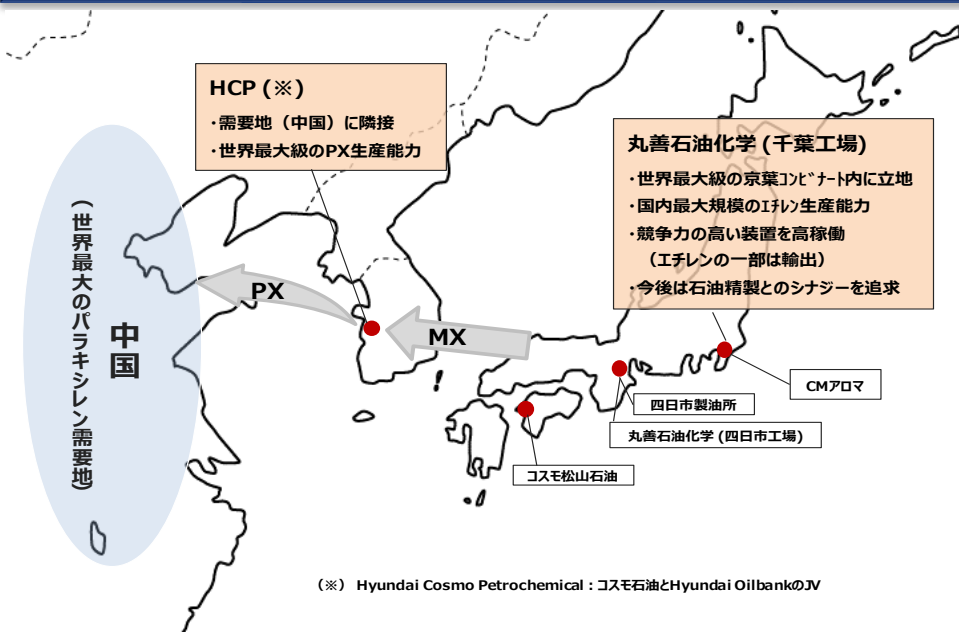 HCP (※)
・需要地（中国）に隣接
・世界最大級のPX生産能力
丸善石油化学 (千葉工場)
・世界最大級の京葉ｺﾝﾋﾞﾅｰﾄ内に立地
・国内最大規模のｴﾁﾚﾝ生産能力
・競争力の高い装置を高稼働
（エチレンの一部は輸出）
・今後は石油精製とのシナジーを追求
中国
(世界最大のパラキシレン需要地)
PX
MX
CMアロマ
四日市製油所
丸善石油化学 (四日市工場)
コスモ松山石油
（※） Hyundai Cosmo Petrochemical：コスモ石油とHyundai OilbankのJV